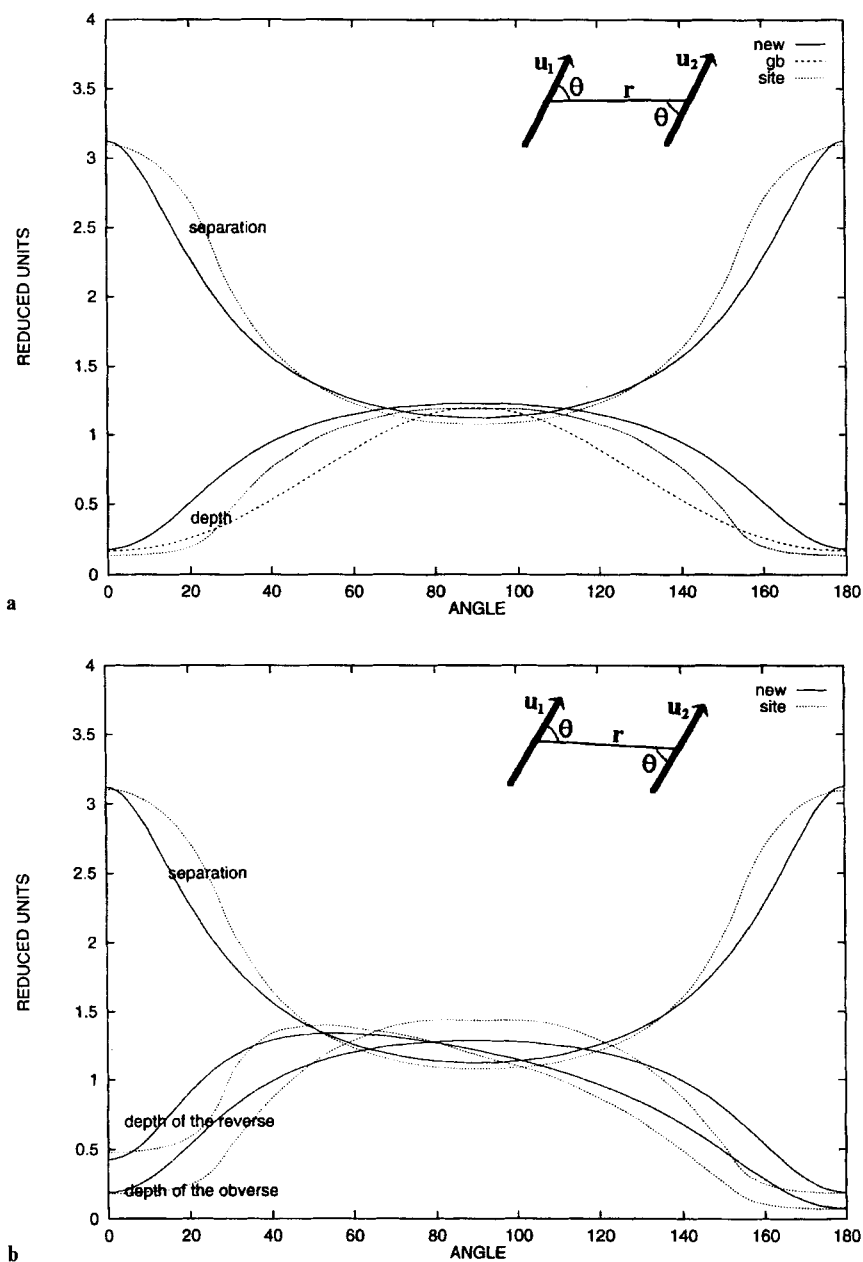 4
3.5
3
2.5
2
1.5
1
0.5
0
REDUCED UNITS
new
gb
site
u1
u2
θ
r
θ
separation
depth
0 20 40 60 80 100 120 140 160 180
ANGLE
a
4
3.5
3
2.5
2
1.5
1
0.5
0
REDUCED UNITS
new
site
u1
u2
θ
r
θ
separation
depth of the reverse
depth of the obverse
0 20 40 60 80 100 120 140 160 180
ANGLE
b